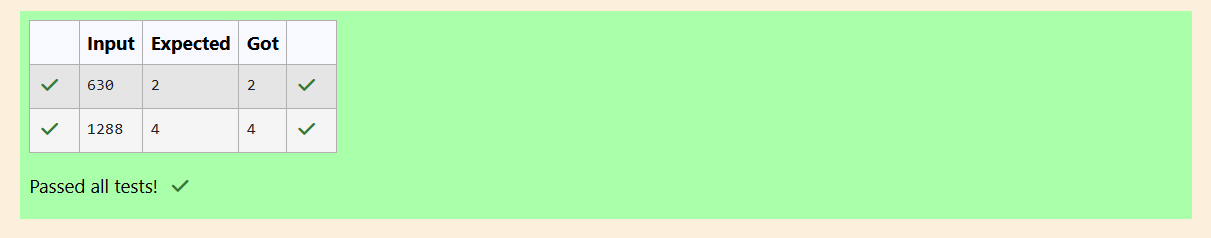 Input Expected Got
630 2 2
1288 4 4
Passed all tests!